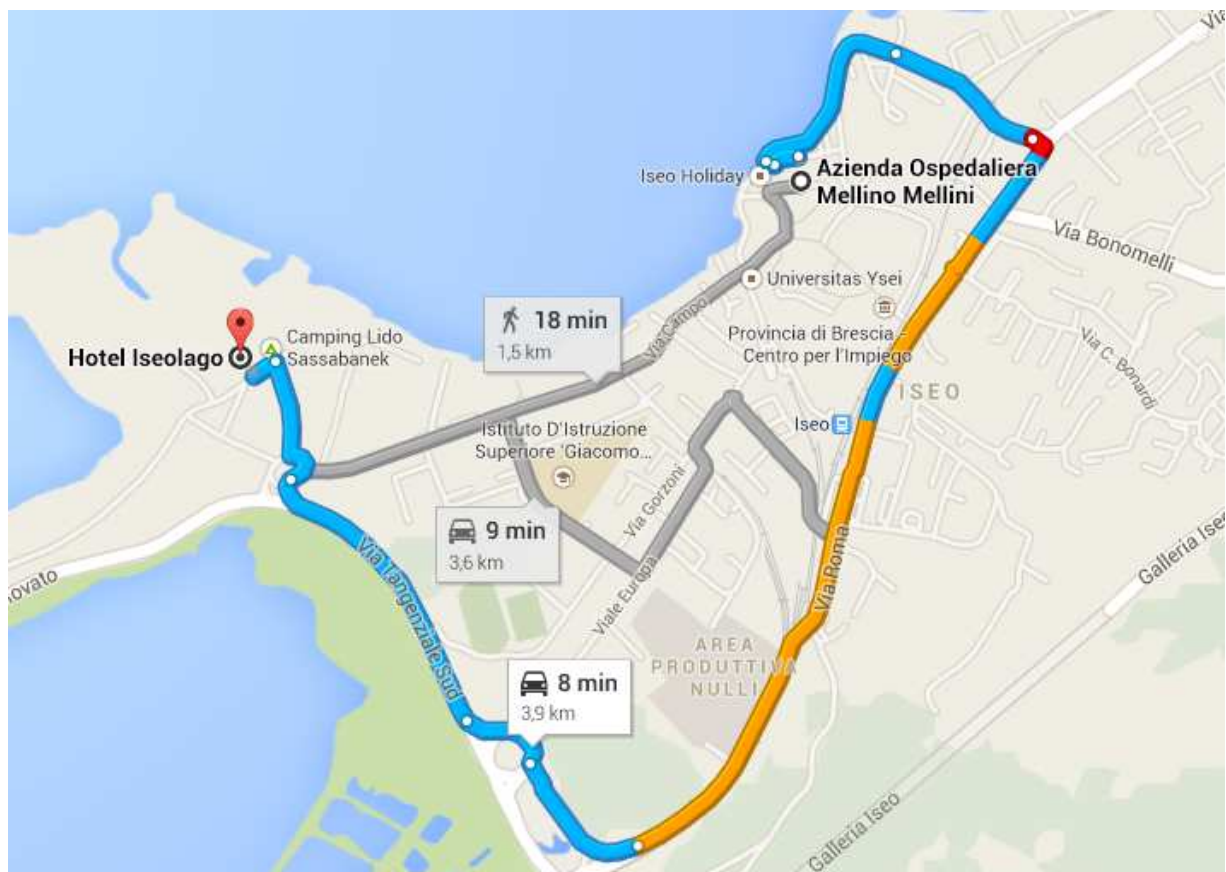 Via
Azienda Ospedaliera
Mellino Mellini
Iseo Holiday
Via Bonomelli
Universitas Ysei
18 min
1,5 km
Via Campo
Provincia di Brescia -
Centro per l'Impiego
Camping Lido
Sassabanek
Hotel Iseolago
Via C. Bonardi
ISEO
Iseo
Istituto D'Istruzione
Superiore 'Giacomo...
Via Gorzoni
9 min
3,6 km
Via Roma
Galleria Iseo
ovato
Via Tangenziale Sud
Viale Europa
AREA
PRODUTTIVA
NULLI
8 min
3,9 km
Galleria Iseo